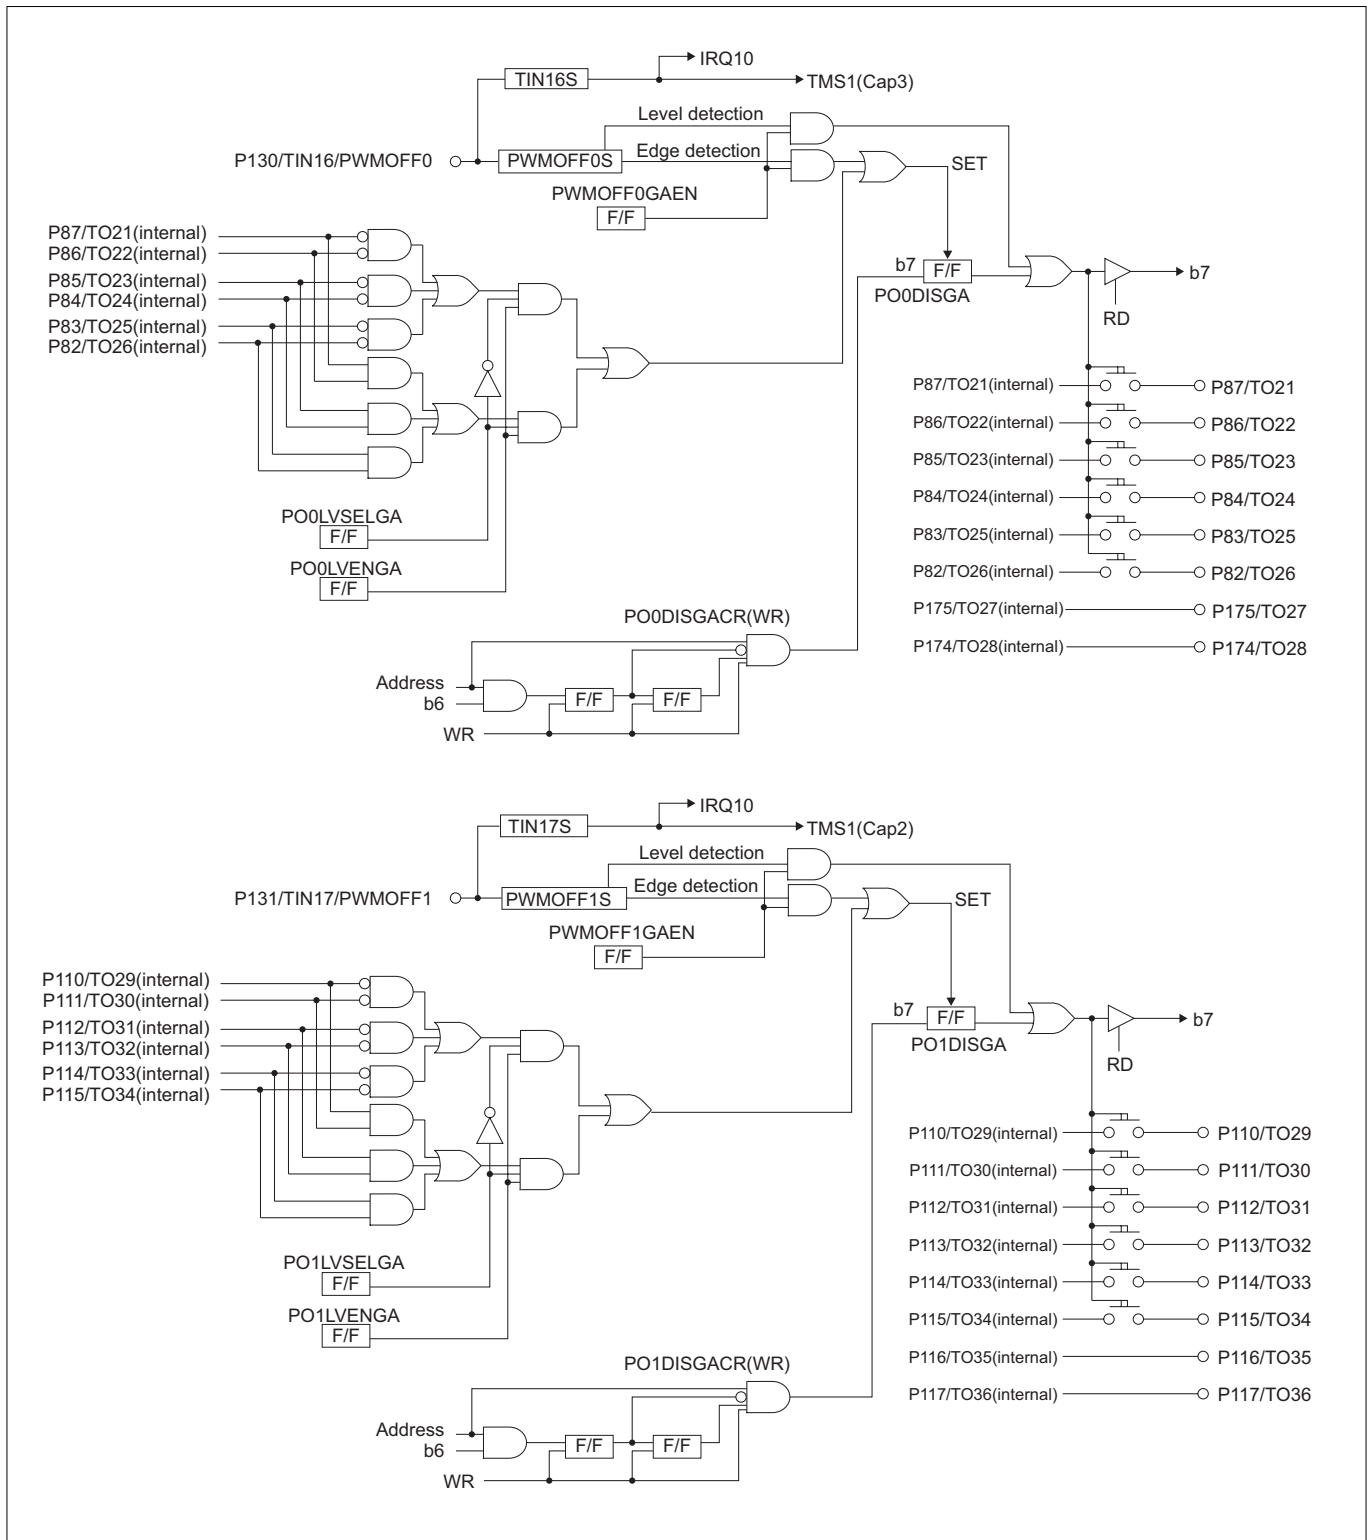 IRQ10
TIN16S
TMS1(Cap3)
Level detection
P130/TIN16/PWMOFF0
PWMOFF0S
Edge detection
SET
PWMOFF0GAEN
F/F
P87/TO21(internal)
P86/TO22(internal)
P85/TO23(internal)
P84/TO24(internal)
P83/TO25(internal)
P82/TO26(internal)
b7
F/F
PO0DISGA
b7
RD
P87/TO21(internal)
P87/TO21
P86/TO22(internal)
P86/TO22
P85/TO23(internal)
P85/TO23
P84/TO24(internal)
P84/TO24
P83/TO25(internal)
P83/TO25
P82/TO26(internal)
P82/TO26
P175/TO27(internal)
P175/TO27
P174/TO28(internal)
P174/TO28
PO0LVSELGA
F/F
PO0LVENGA
F/F
PO0DISGACR(WR)
Address
b6
F/F
F/F
WR
IRQ10
TIN17S
TMS1(Cap2)
Level detection
P131/TIN17/PWMOFF1
PWMOFF1S
Edge detection
SET
PWMOFF1GAEN
F/F
P110/TO29(internal)
P111/TO30(internal)
P112/TO31(internal)
P113/TO32(internal)
P114/TO33(internal)
P115/TO34(internal)
b7
F/F
PO1DISGA
b7
RD
P110/TO29(internal)
P110/TO29
P111/TO30(internal)
P111/TO30
P112/TO31(internal)
P112/TO31
P113/TO32(internal)
P113/TO32
P114/TO33(internal)
P114/TO33
P115/TO34(internal)
P115/TO34
P116/TO35(internal)
P116/TO35
P117/TO36(internal)
P117/TO36
PO1LVSELGA
F/F
PO1LVENGA
F/F
PO1DISGACR(WR)
Address
b6
F/F
F/F
WR